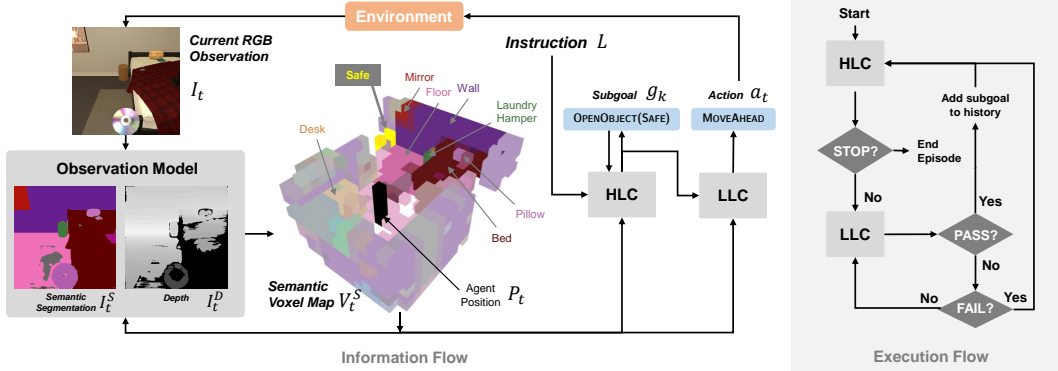 Environment
Current RGB
Observation
I_t
Observation Model
Semantic
Segmentation
I_t^S
Depth
I_t^D
Safe
Mirror
Floor
Wall
Laundry
Hamper
Desk
Pillow
Bed
Agent
Position
P_t
Semantic
Voxel Map V_t^S
Instruction L
Subgoal g_k
OPENOBJECT(SAFE)
Action a_t
MOVEAHEAD
HLC
LLC
Information Flow
Start
HLC
Add subgoal
to history
STOP?
End
Episode
No
Yes
LLC
PASS?
No
No
Yes
FAIL?
Execution Flow